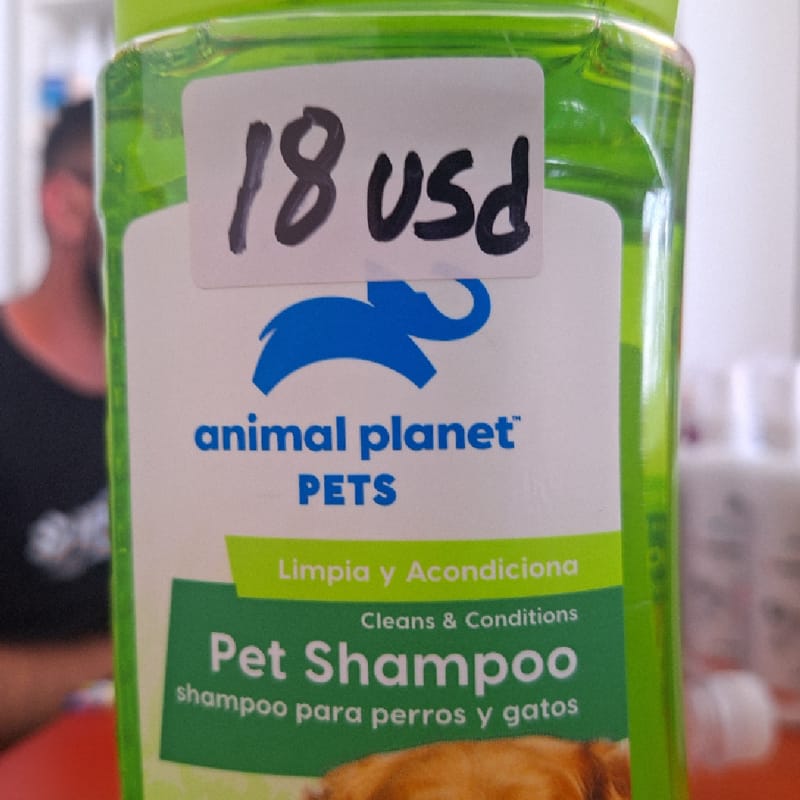 18 usd
animal planet™
PETS
Limpia y Acondiciona
Cleans & Conditions
Pet Shampoo
shampoo para perros y gatos